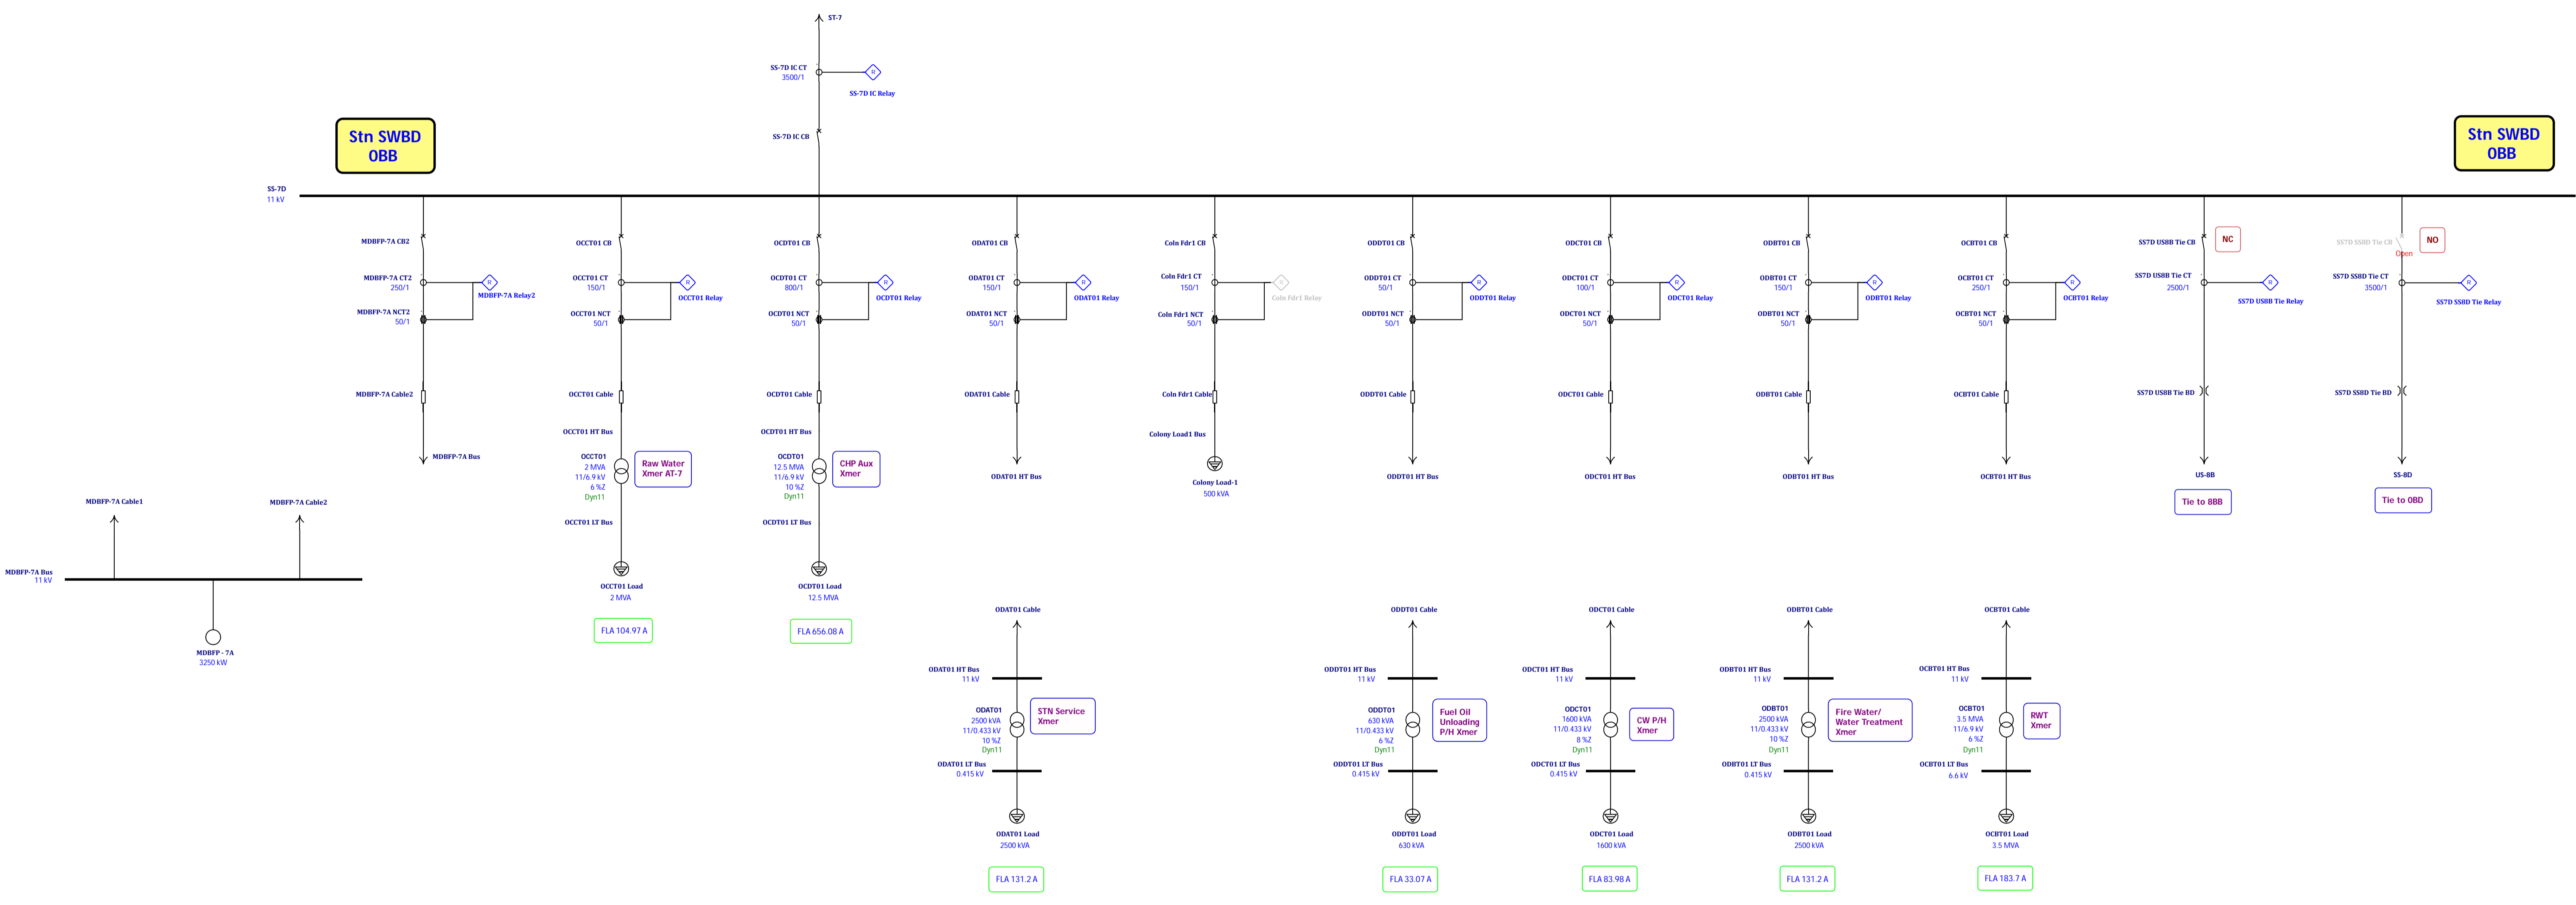 ST-7
SS-7D IC CT
3500/1
R
SS-7D IC Relay
SS-7D IC CB
Stn SWBD
0BB
Stn SWBD
0BB
SS-7D
11 kV
MDBFP-7A CB2
MDBFP-7A CT2
250/1
R
MDBFP-7A Relay2
MDBFP-7A NCT2
50/1
MDBFP-7A Cable2
MDBFP-7A Bus
OCCT01 CB
OCCT01 CT
150/1
R
OCCT01 Relay
OCCT01 NCT
50/1
OCCT01 Cable
OCCT01 HT Bus
OCCT01
2 MVA
11/6.9 kV
6 %Z
Dyn11
Raw Water
Xmer AT-7
OCCT01 LT Bus
OCCT01 Load
2 MVA
FLA 104.97 A
OCDT01 CB
OCDT01 CT
800/1
R
OCDT01 Relay
OCDT01 NCT
50/1
OCDT01 Cable
OCDT01 HT Bus
OCDT01
12.5 MVA
11/6.9 kV
10 %Z
Dyn11
CHP Aux
Xmer
OCDT01 LT Bus
OCDT01 Load
12.5 MVA
FLA 656.08 A
ODAT01 CB
ODAT01 CT
150/1
R
ODAT01 Relay
ODAT01 NCT
50/1
ODAT01 Cable
ODAT01 HT Bus
Coln Fdr1 CB
Coln Fdr1 CT
150/1
R
Coln Fdr1 Relay
Coln Fdr1 NCT
50/1
Coln Fdr1 Cable
Colony Load1 Bus
Colony Load-1
500 kVA
ODDT01 CB
ODDT01 CT
50/1
R
ODDT01 Relay
ODDT01 NCT
50/1
ODDT01 Cable
ODDT01 HT Bus
ODCT01 CB
ODCT01 CT
100/1
R
ODCT01 Relay
ODCT01 NCT
50/1
ODCT01 Cable
ODCT01 HT Bus
ODBT01 CB
ODBT01 CT
150/1
R
ODBT01 Relay
ODBT01 NCT
50/1
ODBT01 Cable
ODBT01 HT Bus
OCBT01 CB
OCBT01 CT
250/1
R
OCBT01 Relay
OCBT01 NCT
50/1
OCBT01 Cable
OCBT01 HT Bus
SS7D US8B Tie CB
NC
SS7D US8B Tie CT
2500/1
R
SS7D US8B Tie Relay
SS7D US8B Tie BD
US-8B
Tie to 8BB
SS7D SS8D Tie CB
NO
Open
SS7D SS8D Tie CT
3500/1
R
SS7D SS8D Tie Relay
SS7D SS8D Tie BD
SS-8D
Tie to 0BD
MDBFP-7A Cable1
MDBFP-7A Cable2
MDBFP-7A Bus
11 kV
MDBFP - 7A
3250 kW
ODAT01 Cable
ODAT01 HT Bus
11 kV
ODAT01
2500 kVA
11/0.433 kV
10 %Z
Dyn11
STN Service
Xmer
ODAT01 LT Bus
0.415 kV
ODAT01 Load
2500 kVA
FLA 131.2 A
ODDT01 Cable
ODDT01 HT Bus
11 kV
ODDT01
630 kVA
11/0.433 kV
6 %Z
Dyn11
Fuel Oil
Unloading
P/H Xmer
ODDT01 LT Bus
0.415 kV
ODDT01 Load
630 kVA
FLA 33.07 A
ODCT01 Cable
ODCT01 HT Bus
11 kV
ODCT01
1600 kVA
11/0.433 kV
8 %Z
Dyn11
CW P/H
Xmer
ODCT01 LT Bus
0.415 kV
ODCT01 Load
1600 kVA
FLA 83.98 A
ODBT01 Cable
ODBT01 HT Bus
11 kV
ODBT01
2500 kVA
11/0.433 kV
10 %Z
Dyn11
Fire Water/
Water Treatment
Xmer
ODBT01 LT Bus
0.415 kV
ODBT01 Load
2500 kVA
FLA 131.2 A
OCBT01 Cable
OCBT01 HT Bus
11 kV
OCBT01
3.5 MVA
11/6.9 kV
6 %Z
Dyn11
RWT
Xmer
OCBT01 LT Bus
6.6 kV
OCBT01 Load
3.5 MVA
FLA 183.7 A